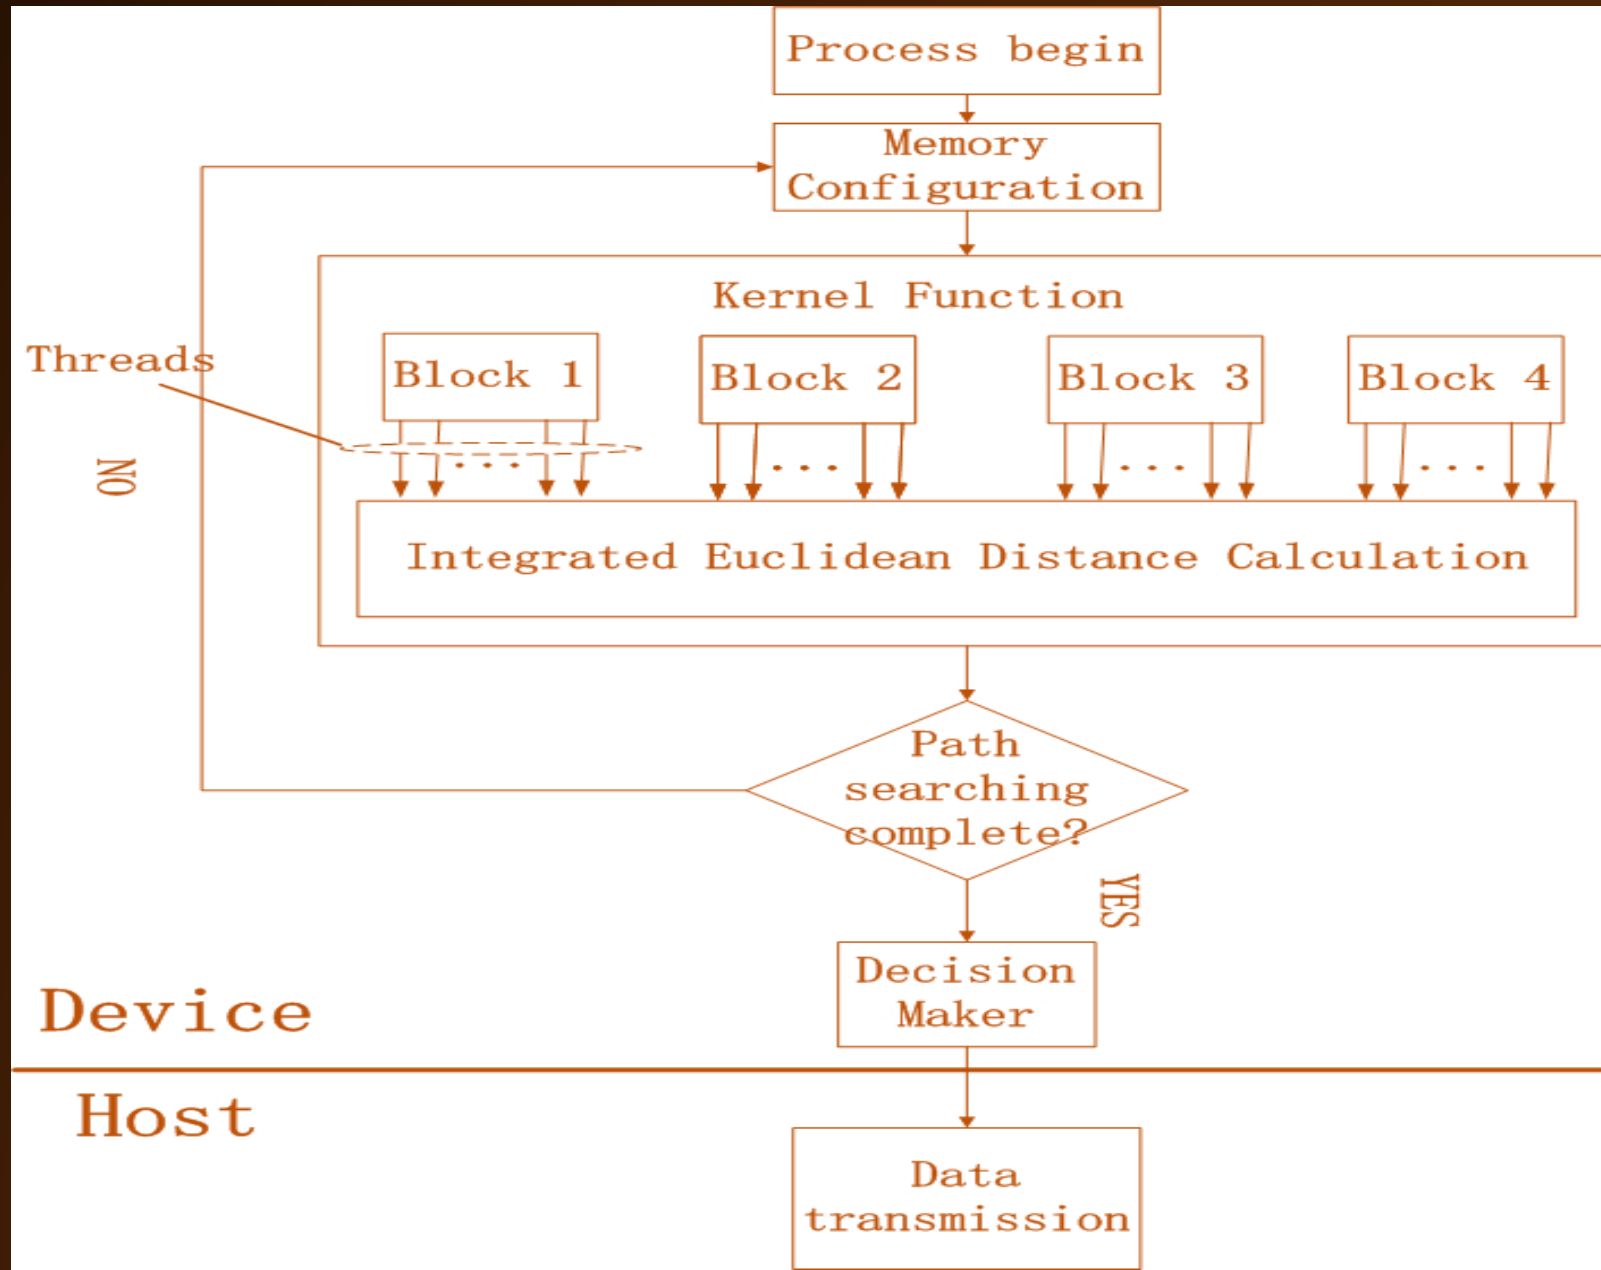 Process begin
Memory
Configuration
Kernel Function
Threads
Block 1
Block 2
Block 3
Block 4
...
...
...
...
NO
Integrated Euclidean Distance Calculation
Path
searching
complete?
YES
Decision
Maker
Device
Host
Data
transmission